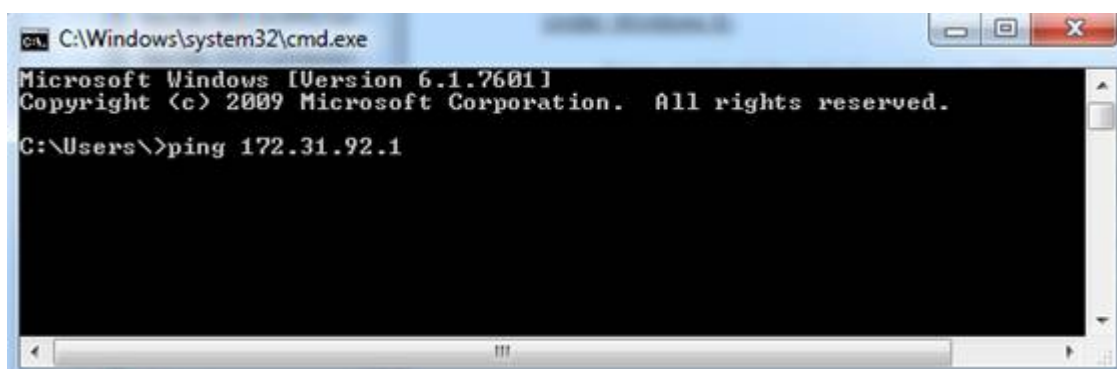 C:\Windows\system32\cmd.exe
Microsoft Windows [Version 6.1.7601]
Copyright (c) 2009 Microsoft Corporation.  All rights reserved.
C:\Users\>ping 172.31.92.1